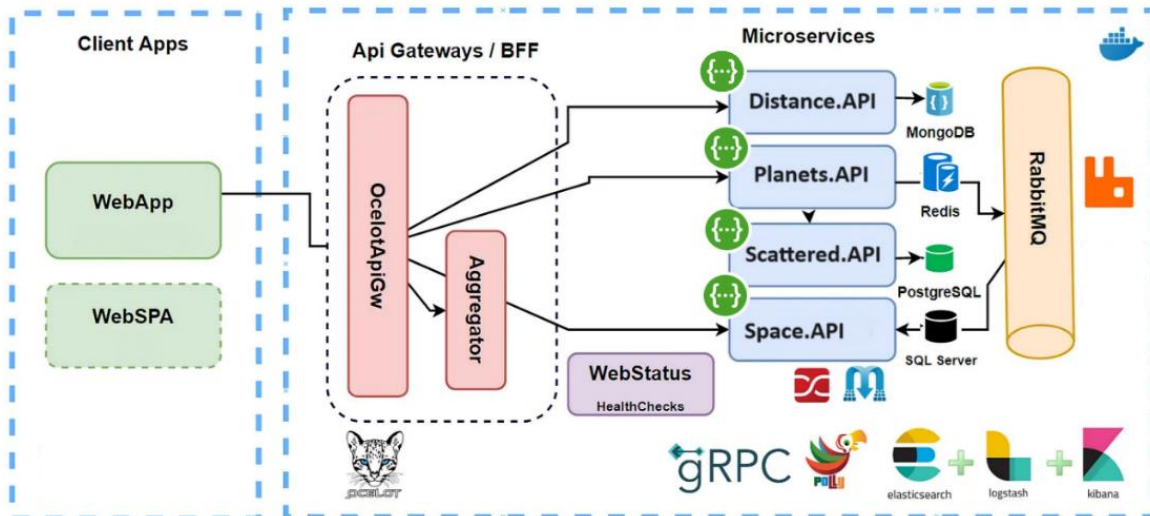 Client Apps
Api Gateways / BFF
Microservices
{···}
Distance.API
MongoDB
WebApp
WebSPA
OcelotApiGw
Aggregator
{···}
Planets.API
Redis
{···}
Scattered.API
PostgreSQL
{···}
Space.API
SQL Server
RabbitMQ
WebStatus
HealthChecks
OCELOT
gRPC
POLLY
elasticsearch
+
logstash
+
kibana